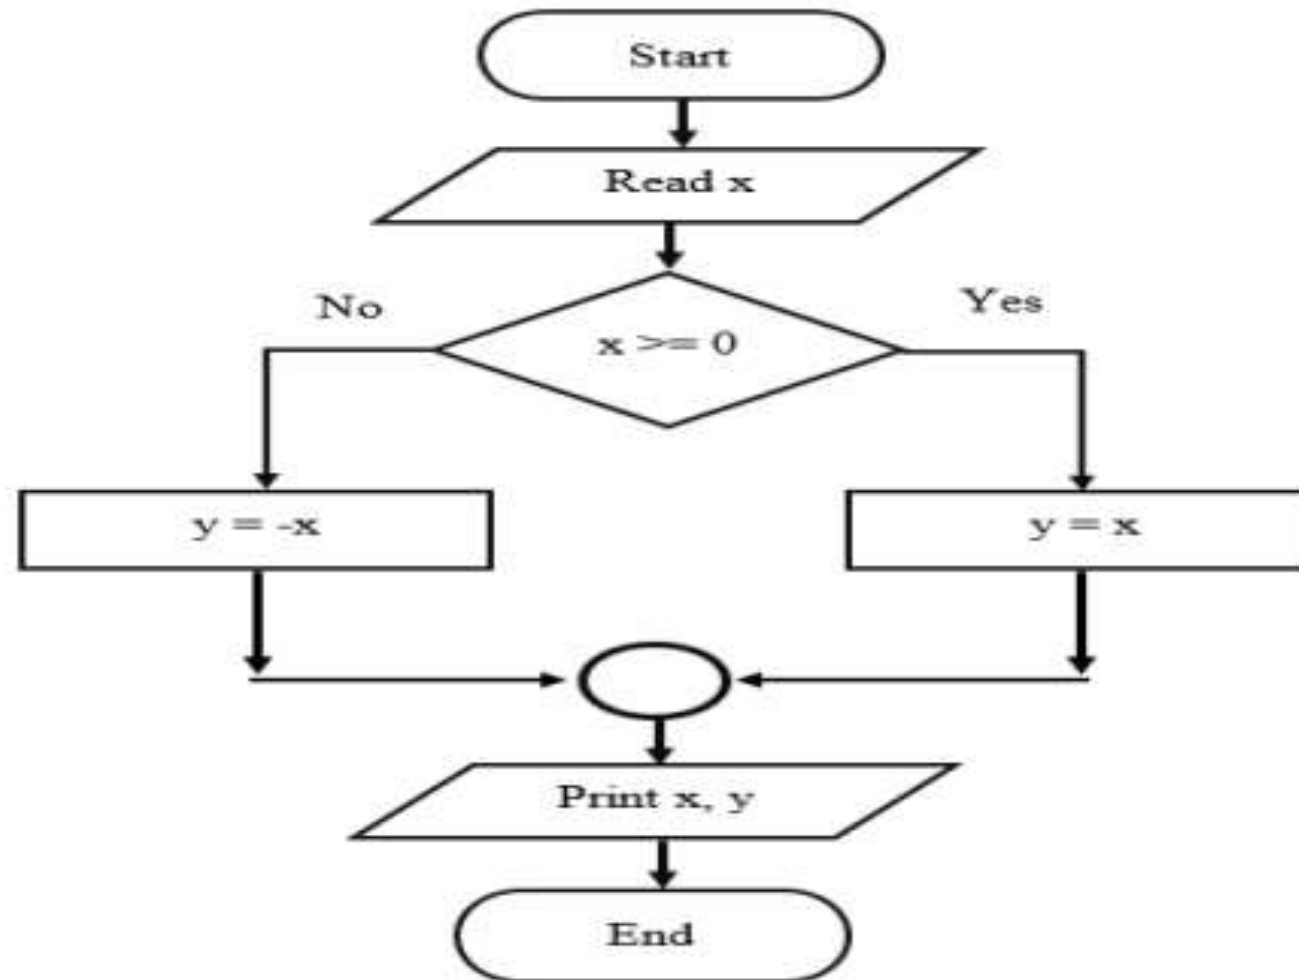 Start
Read x
No
Yes
x >= 0
y = -x
y = x
Print x, y
End